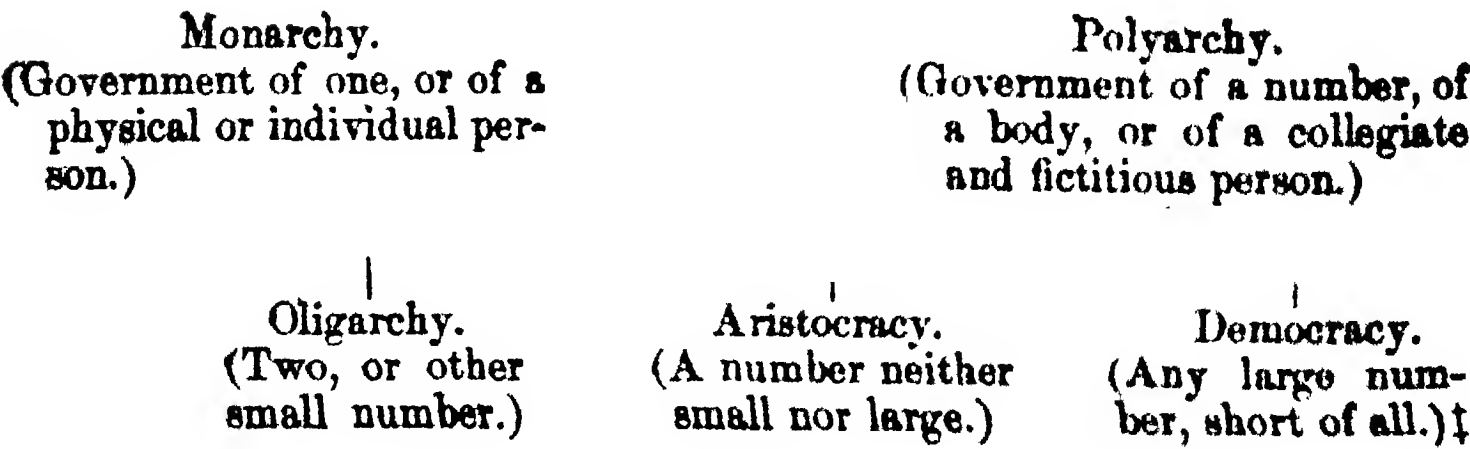 Monarchy.
(Government of one, or of a
physical or individual per-
son.)
Polyarchy.
(Government of a number, of
a body, or of a collegiate
and fictitious person.)
Oligarchy.
(Two, or other
small number.)
Aristocracy.
(A number neither
small nor large.)
Democracy.
(Any large num-
ber, short of all.)‡